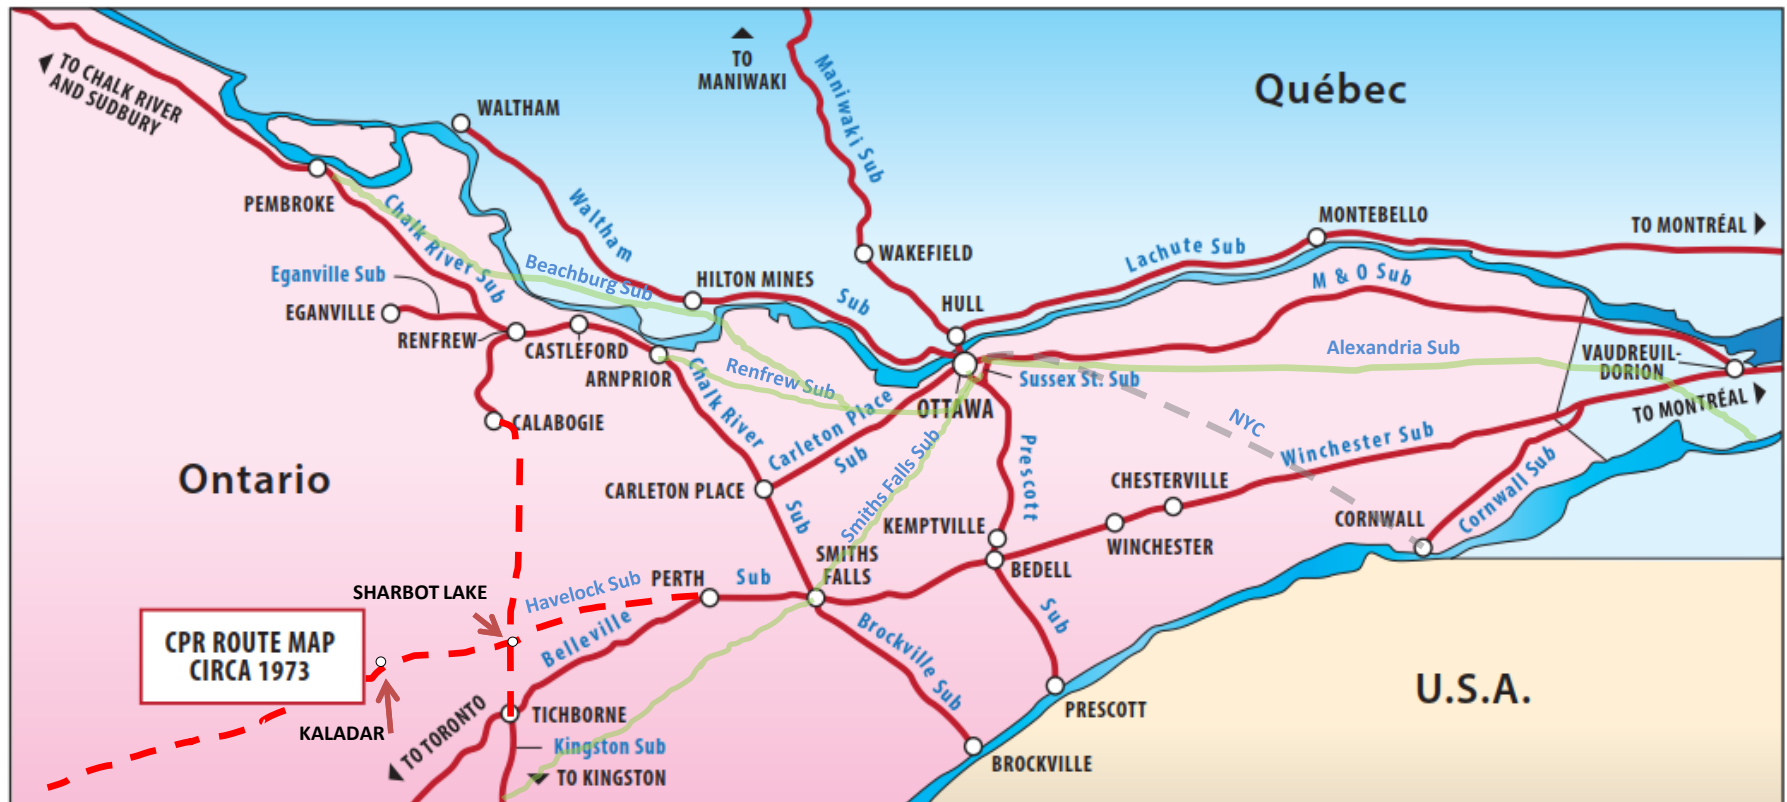 TO CHALK RIVER
AND SUDBURY
WALTHAM
TO
MANIWAKI
Maniwaki Sub
Québec
PEMBROKE
Chalk River Sub
Waltham
WAKEFIELD
MONTEBELLO
TO MONTRÉAL
Lachute Sub
Eganville Sub
Beachburg Sub
HILTON MINES
Sub
HULL
M & O Sub
EGANVILLE
RENFREW
CASTLEFORD
ARNPRIOR
Renfrew Sub
Alexandria Sub
VAUDREUIL-
DORION
Sussex St. Sub
OTTAWA
TO MONTRÉAL
CALABOGIE
Chalk River
Carleton Place
Sub
NYC
Winchester Sub
Ontario
CARLETON PLACE
Sub
Smiths Falls Sub
Prescott
CHESTERVILLE
Cornwall Sub
KEMPTVILLE
WINCHESTER
CORNWALL
SMITHS
FALLS
BEDELL
SHARBOT LAKE
Havelock Sub
PERTH
Sub
CPR ROUTE MAP
CIRCA 1973
Belleville
Brockville Sub
Sub
U.S.A.
KALADAR
TO TORONTO
TICHBORNE
PRESCOTT
Kingston Sub
TO KINGSTON
BROCKVILLE